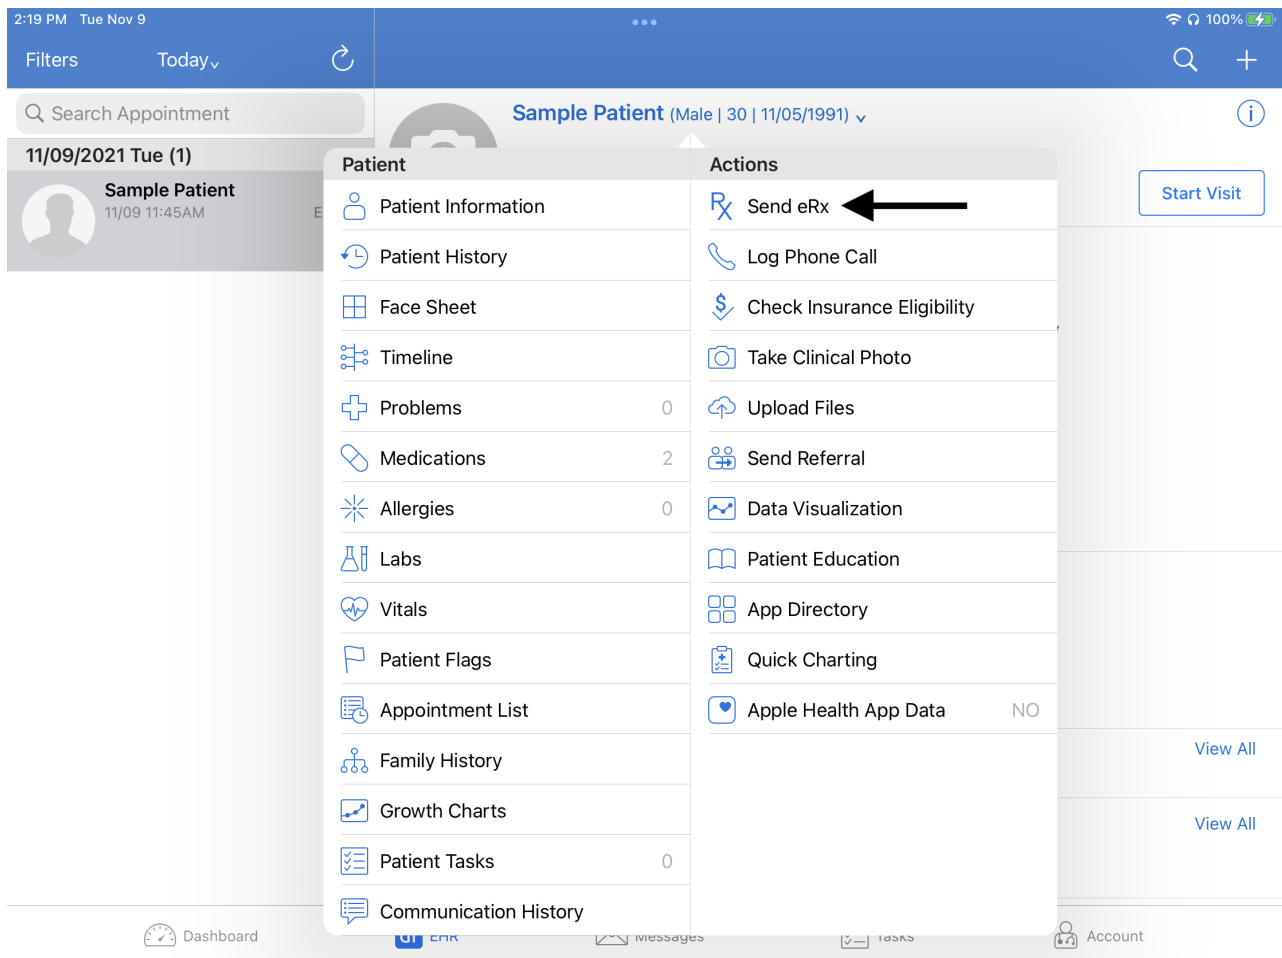 2:19 PM Tue Nov 9
100%
Filters
Today
Search Appointment
11/09/2021 Tue (1)
Sample Patient
11/09 11:45AM
E
Sample Patient (Male | 30 | 11/05/1991)
Start Visit
Patient
Patient Information
Patient History
Face Sheet
Timeline
Problems 0
Medications 2
Allergies 0
Labs
Vitals
Patient Flags
Appointment List
Family History
Growth Charts
Patient Tasks 0
Communication History
Actions
Send eRx
Log Phone Call
Check Insurance Eligibility
Take Clinical Photo
Upload Files
Send Referral
Data Visualization
Patient Education
App Directory
Quick Charting
Apple Health App Data NO
View All
View All
Dashboard
EHR
Messages
Tasks
Account